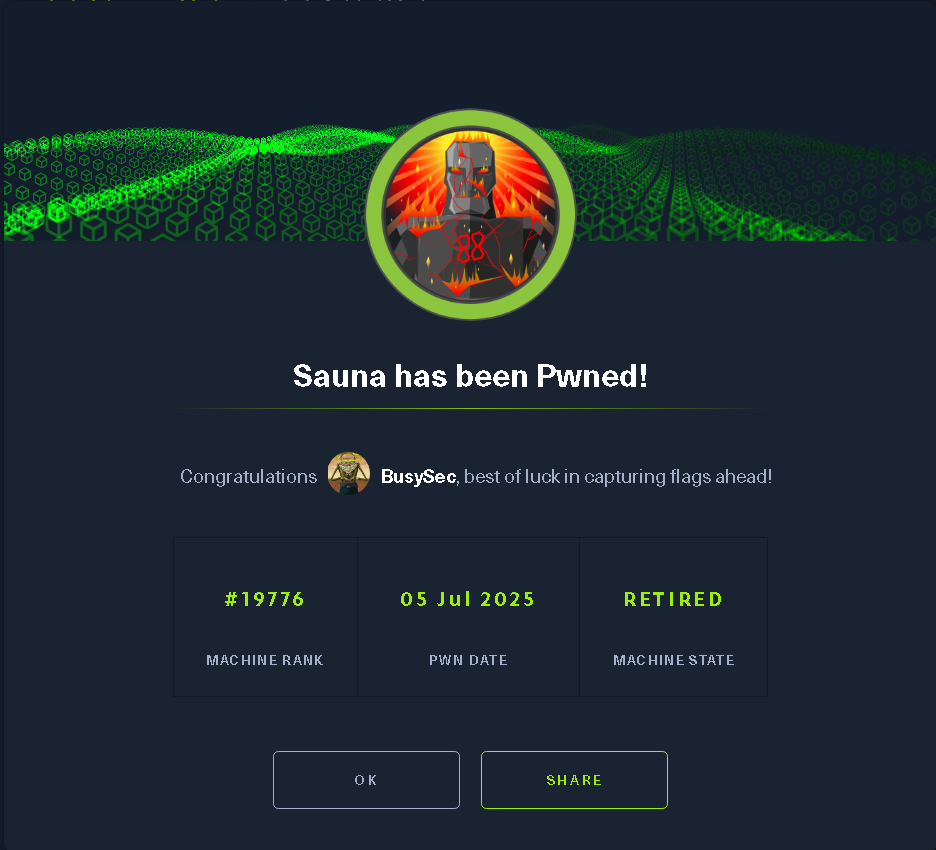 88
Sauna has been Pwned!
Congratulations BusySec, best of luck in capturing flags ahead!
#19776 05 Jul 2025 RETIRED
MACHINE RANK PWN DATE MACHINE STATE
OK SHARE